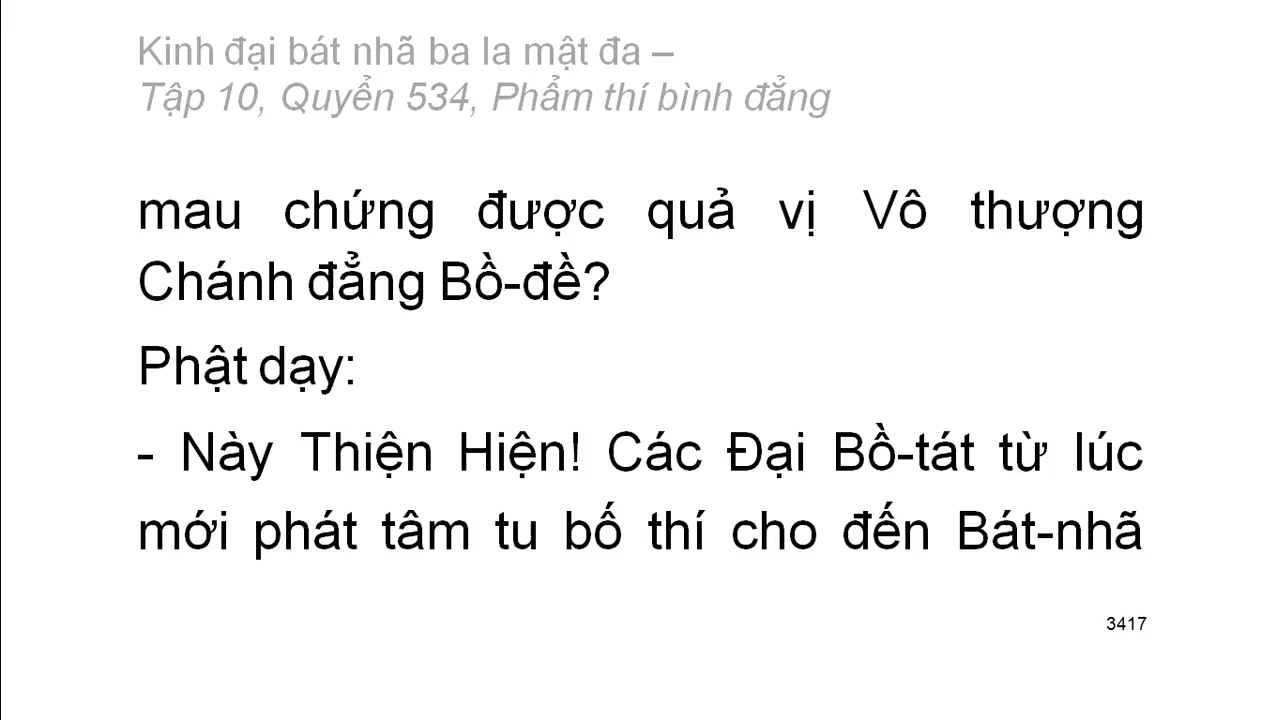 Kinh đại bát nhã ba la mật đa –
Tập 10, Quyển 534, Phẩm thí bình đẳng
mau chứng được quả vị Vô thượng
Chánh đẳng Bồ-đề?
Phật dạy:
- Này Thiện Hiện! Các Đại Bồ-tát từ lúc
mới phát tâm tu bố thí cho đến Bát-nhã
3417